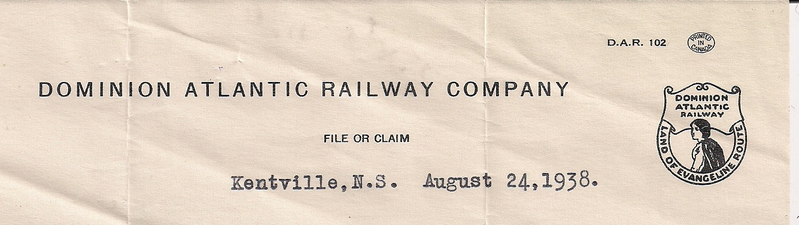 D.A.R. 102
PRINTED
IN
CANADA
DOMINION ATLANTIC RAILWAY COMPANY
DOMINION
ATLANTIC
RAILWAY
LAND OF EVANGELINE ROUTE
FILE OR CLAIM
Kentville,N.S. August 24,1938.